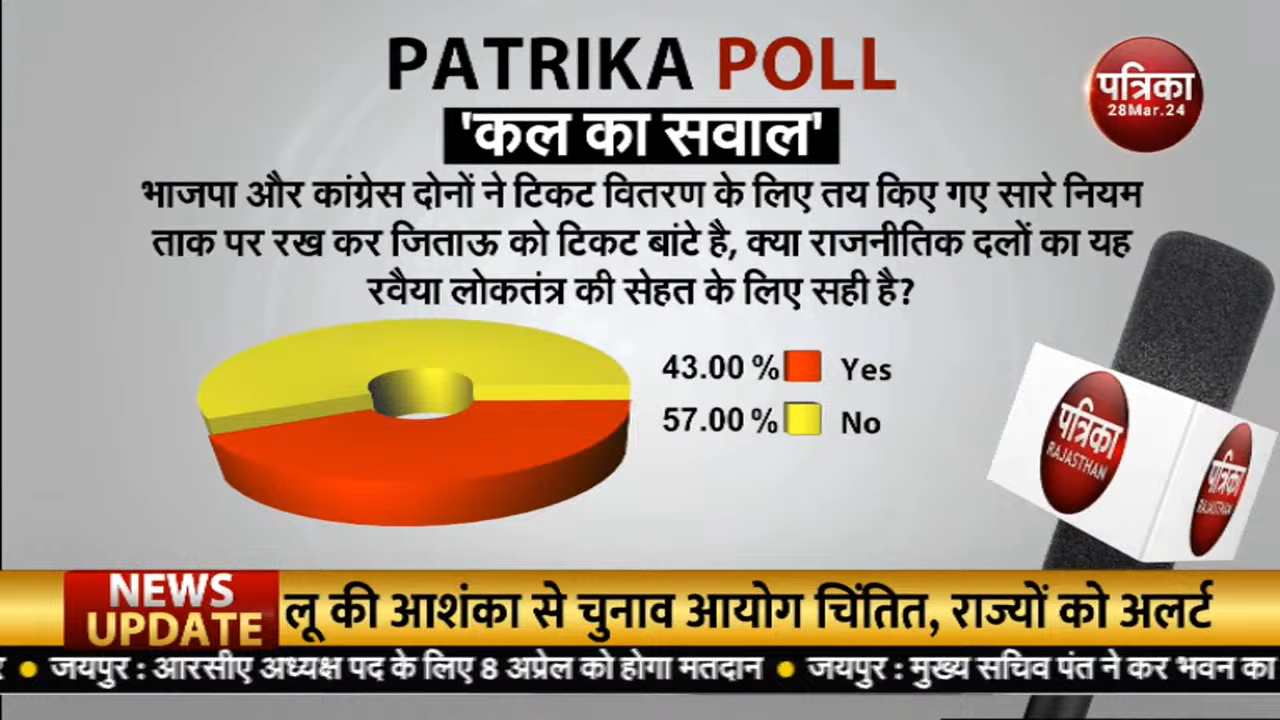 PATRIKA POLL
पत्रिका
28Mar.24
'कल का सवाल'
भाजपा और कांग्रेस दोनों ने टिकट वितरण के लिए तय किए गए सारे नियम
ताक पर रख कर जिताऊ को टिकट बांटे है, क्या राजनीतिक दलों का यह
रवैया लोकतंत्र की सेहत के लिए सही है?
43.00 % Yes
57.00 % No
पत्रिका
RAJASTHAN
पत्रिका
RAJASTHAN
NEWS
UPDATE
लू की आशंका से चुनाव आयोग चिंतित, राज्यों को अलर्ट
● जयपुर : आरसीए अध्यक्ष पद के लिए 8 अप्रेल को होगा मतदान ● जयपुर : मुख्य सचिव पंत ने कर भवन का